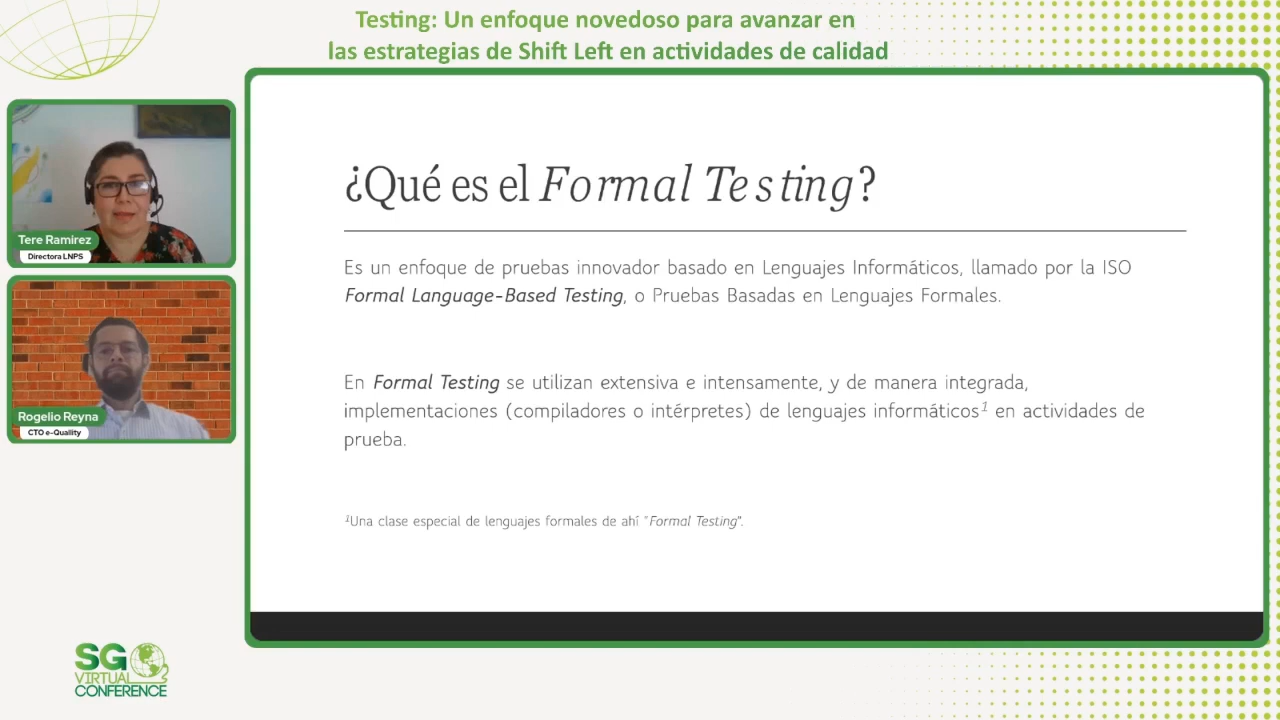 Testing: Un enfoque novedoso para avanzar en
las estrategias de Shift Left en actividades de calidad
Tere Ramirez
Directora LNPS
Rogelio Reyna
CTO e-Quallity
¿Qué es el Formal Testing?
Es un enfoque de pruebas innovador basado en Lenguajes Informáticos, llamado por la ISO
Formal Language-Based Testing, o Pruebas Basadas en Lenguajes Formales.
En Formal Testing se utilizan extensiva e intensamente, y de manera integrada,
implementaciones (compiladores o intérpretes) de lenguajes informáticos¹ en actividades de
prueba.
¹Una clase especial de lenguajes formales de ahí "Formal Testing".
SG
VIRTUAL
CONFERENCE